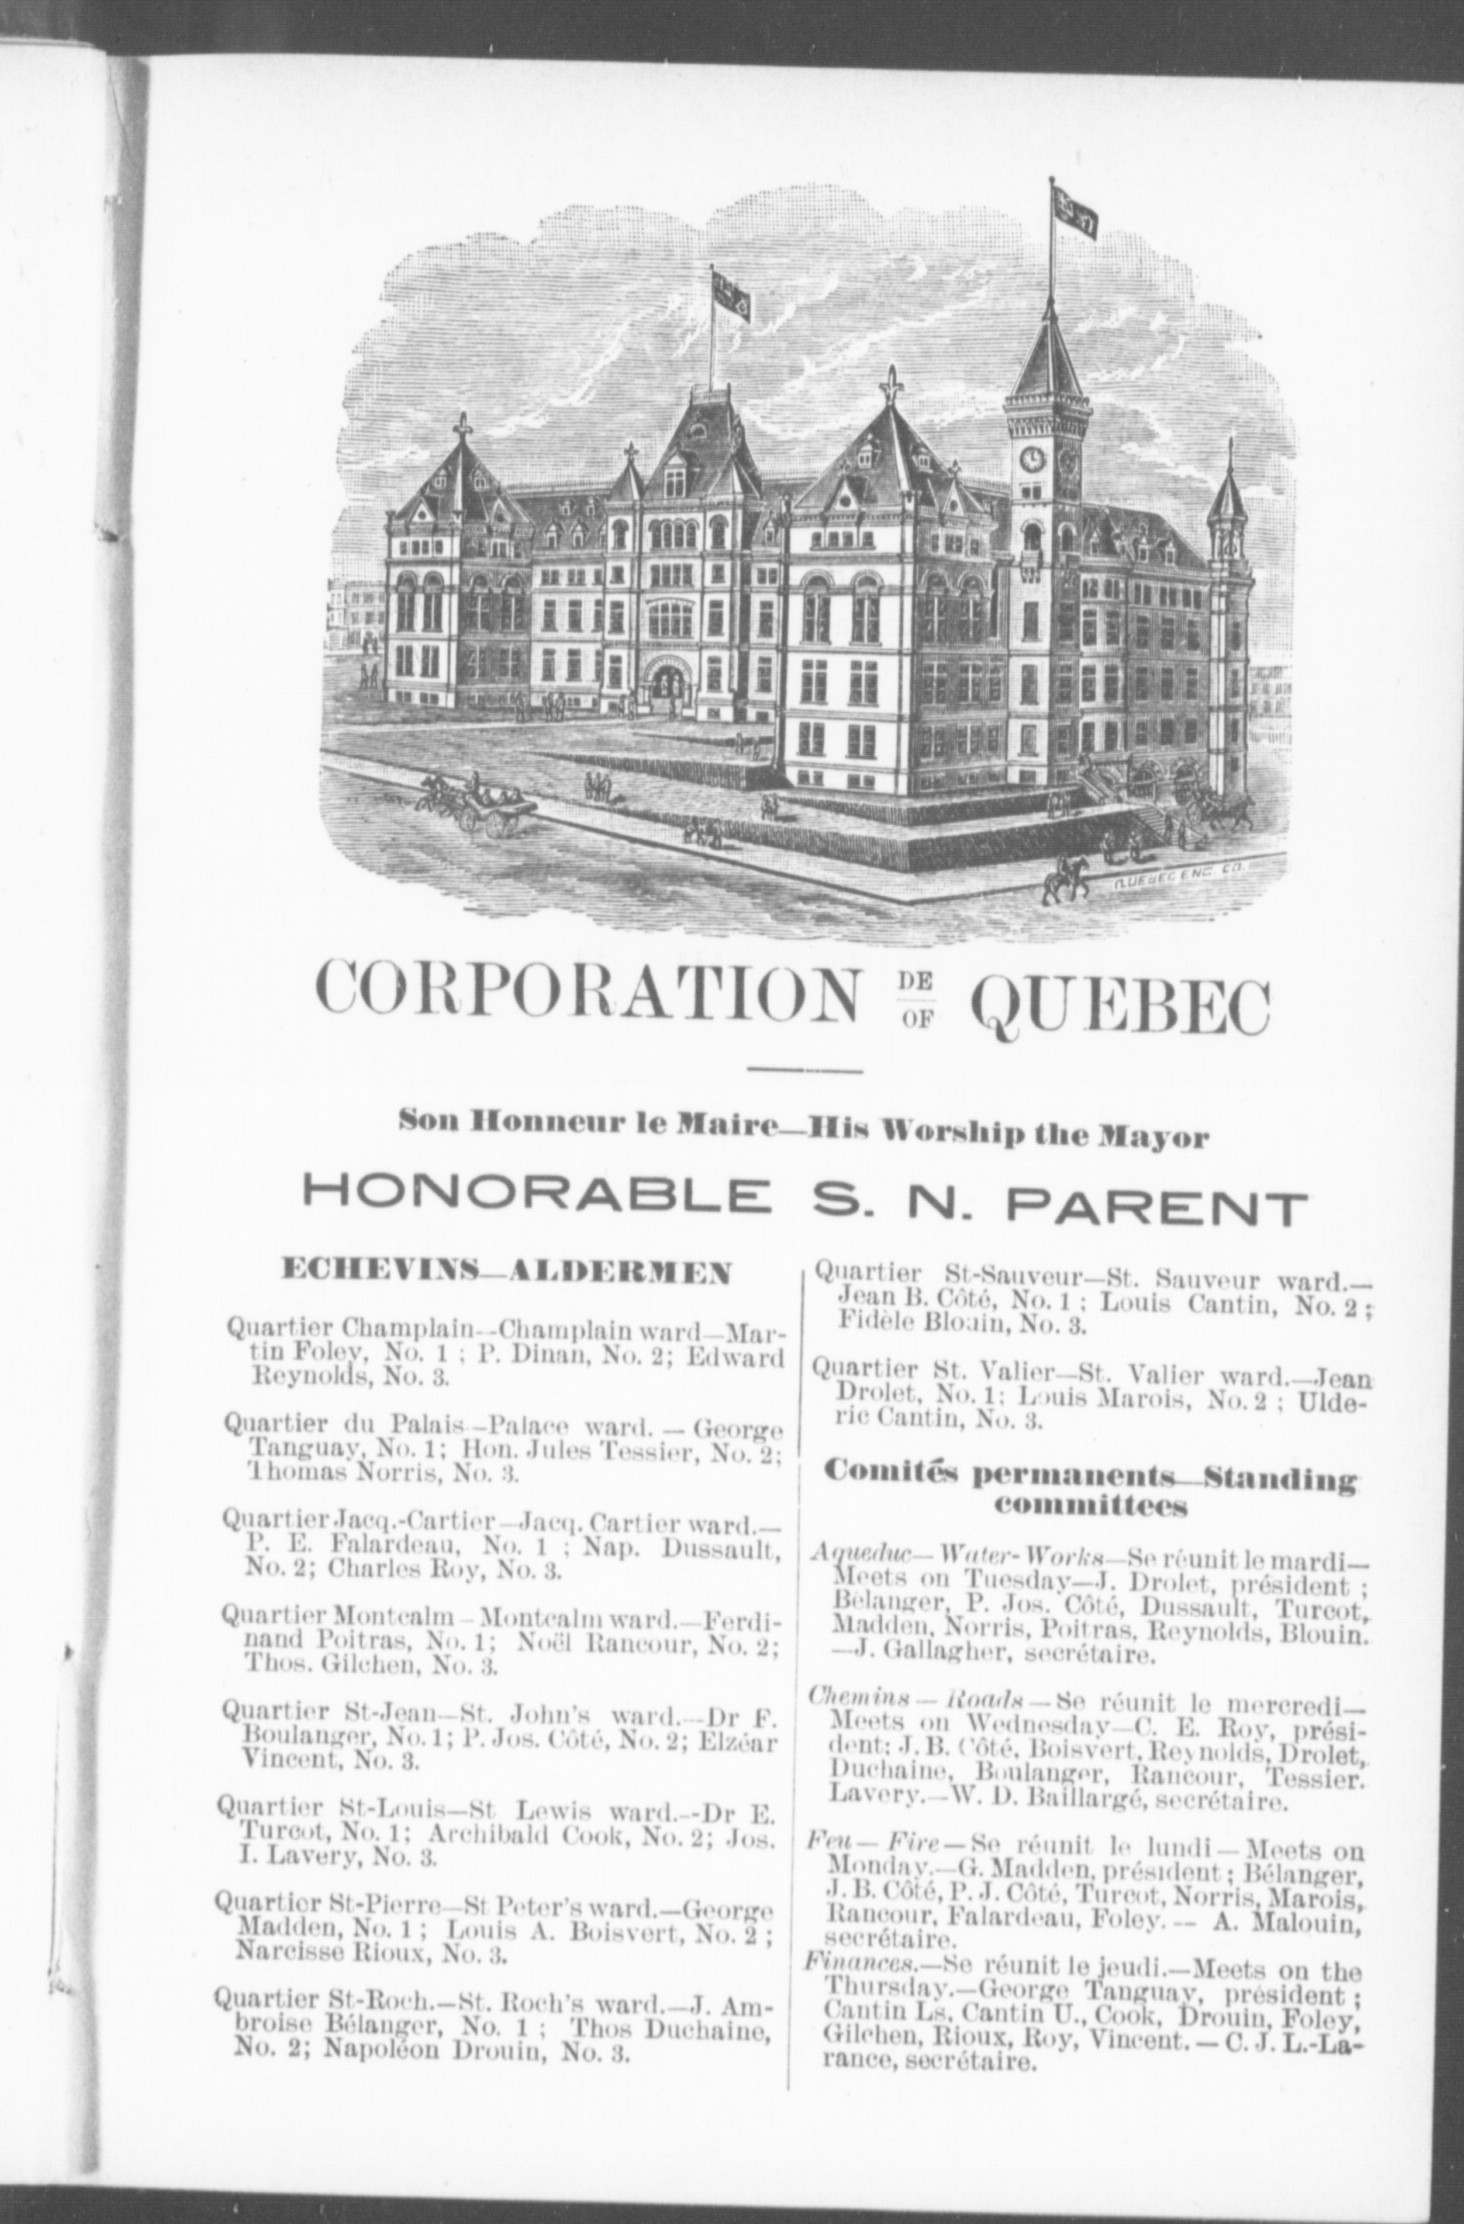 QUEBEC ENG. CO.
CORPORATION DE OF QUEBEC
Son Honneur le Maire—His Worship the Mayor
HONORABLE S. N. PARENT
ECHEVINS—ALDERMEN
Quartier Champlain--Champlain ward—Mar-
tin Foley, No. 1 ; P. Dinan, No. 2; Edward
Reynolds, No. 3.
Quartier du Palais--Palace ward. — George
Tanguay, No. 1; Hon. Jules Tessier, No. 2;
Thomas Norris, No. 3.
Quartier Jacq.-Cartier—Jacq. Cartier ward.—
P. E. Falardeau, No. 1 ; Nap. Dussault,
No. 2; Charles Roy, No. 3.
Quartier Montcalm – Montcalm ward.—Ferdi-
nand Poitras, No. 1; Noël Rancour, No. 2;
Thos. Gilchen, No. 3.
Quartier St-Jean—St. John's ward.--Dr F.
Boulanger, No. 1; P. Jos. Côté, No. 2; Elzéar
Vincent, No. 3.
Quartier St-Louis—St Lewis ward.--Dr E.
Turcot, No. 1; Archibald Cook, No. 2; Jos.
I. Lavery, No. 3.
Quartier St-Pierre—St Peter's ward.—George
Madden, No. 1 ; Louis A. Boisvert, No. 2 ;
Narcisse Rioux, No. 3.
Quartier St-Roch.—St. Roch's ward.—J. Am-
broise Bélanger, No. 1 ; Thos Duchaine,
No. 2; Napoléon Drouin, No. 3.
Quartier St-Sauveur—St. Sauveur ward.—
Jean B. Côté, No. 1 ; Louis Cantin, No. 2 ;
Fidèle Blouin, No. 3.
Quartier St. Valier—St. Valier ward.—Jean
Drolet, No. 1; Louis Marois, No. 2 ; Ulde-
ric Cantin, No. 3.
Comités permanents—Standing
committees
Aqueduc— Water-Works—Se réunit le mardi—
Meets on Tuesday—J. Drolet, président ;
Bélanger, P. Jos. Côté, Dussault, Turcot,
Madden, Norris, Poitras, Reynolds, Blouin.
—J. Gallagher, secrétaire.
Chemins — Roads — Se réunit le mercredi—
Meets on Wednesday—C. E. Roy, prési-
dent; J. B. Côté, Boisvert, Reynolds, Drolet,
Duchaine, Boulanger, Rancour, Tessier.
Lavery.—W. D. Baillargé, secrétaire.
Feu — Fire — Se réunit le lundi — Meets on
Monday.—G. Madden, président ; Bélanger,
J. B. Côté, P. J. Côté, Turcot, Norris, Marois,
Rancour, Falardeau, Foley. -- A. Malouin,
secrétaire.
Finances.—Se réunit le jeudi.—Meets on the
Thursday.—George Tanguay, président ;
Cantin Ls, Cantin U., Cook, Drouin, Foley,
Gilchen, Rioux, Roy, Vincent. — C. J. L.-La-
rance, secrétaire.